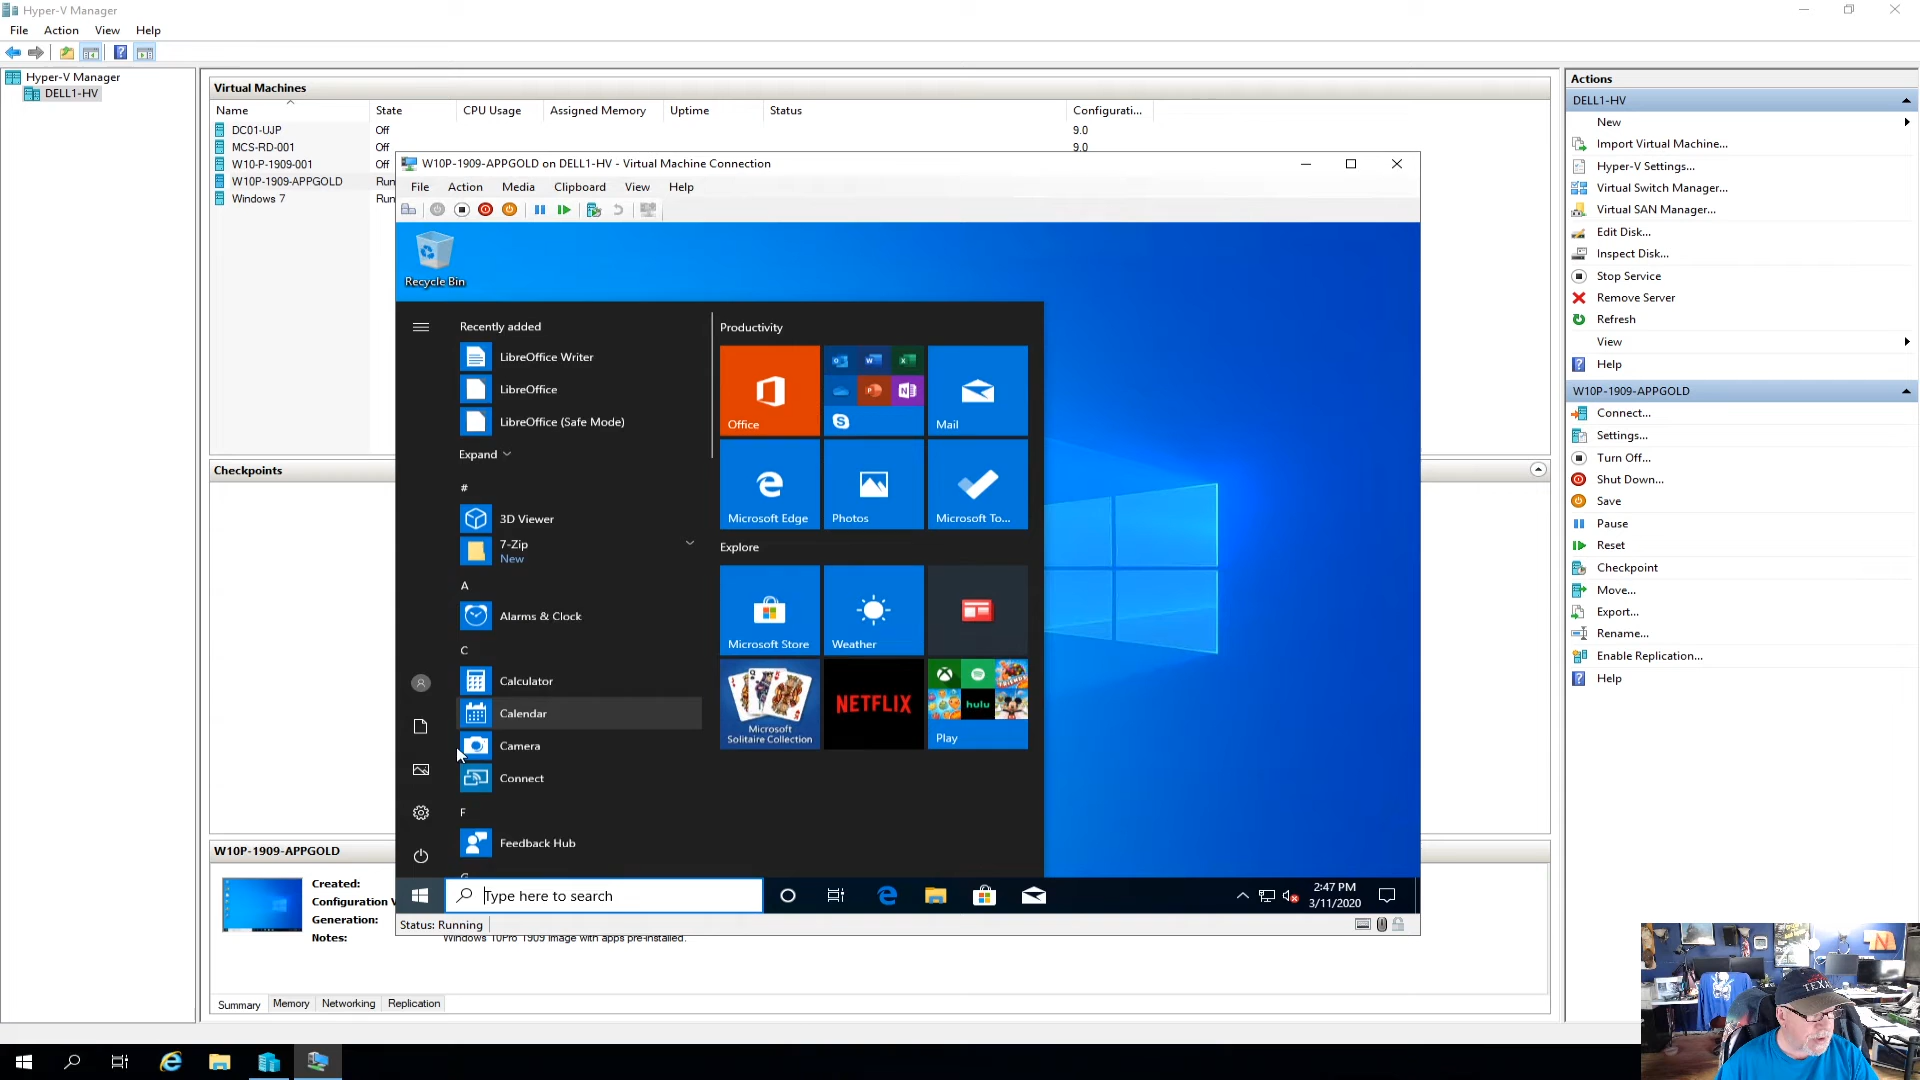 Hyper-V Manager
File Action View Help
Hyper-V Manager
DELL1-HV
Virtual Machines
Name State CPU Usage Assigned Memory Uptime Status Configurati...
DC01-UJP Off 9.0
MCS-RD-001 Off 9.0
W10-P-1909-001 Off
W10P-1909-APPGOLD Run
Windows 7 Run
Checkpoints
W10P-1909-APPGOLD
Created:
Configuration V
Generation:
Notes: Windows 10Pro 1909 image with apps pre-installed.
Summary Memory Networking Replication
W10P-1909-APPGOLD on DELL1-HV - Virtual Machine Connection
File Action Media Clipboard View Help
Recycle Bin
Recently added
LibreOffice Writer
LibreOffice
LibreOffice (Safe Mode)
Expand
#
3D Viewer
7-Zip
New
A
Alarms & Clock
C
Calculator
Calendar
Camera
Connect
F
Feedback Hub
G
Productivity
Office Mail
Microsoft Edge Photos Microsoft To...
Explore
Microsoft Store Weather
Microsoft
Solitaire Collection
NETFLIX
hulu
Play
Type here to search
2:47 PM
3/11/2020
Status: Running
Actions
DELL1-HV
New
Import Virtual Machine...
Hyper-V Settings...
Virtual Switch Manager...
Virtual SAN Manager...
Edit Disk...
Inspect Disk...
Stop Service
Remove Server
Refresh
View
Help
W10P-1909-APPGOLD
Connect...
Settings...
Turn Off...
Shut Down...
Save
Pause
Reset
Checkpoint
Move...
Export...
Rename...
Enable Replication...
Help
TEXAS